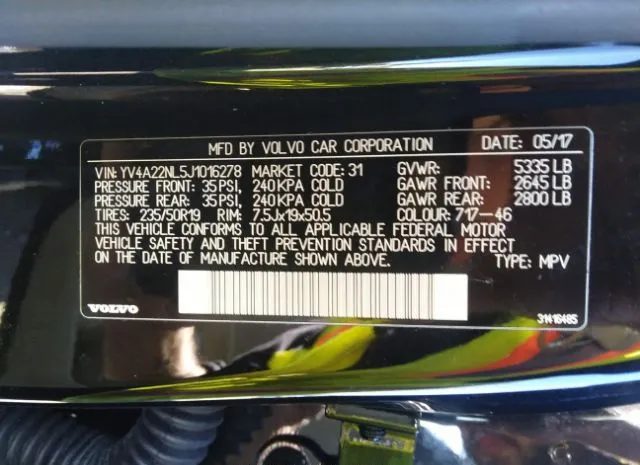 MFD BY VOLVO CAR CORPORATION DATE: 05/17
VIN: YV4A22NL5J1016278 MARKET CODE: 31 GVWR: 5335 LB
PRESSURE FRONT: 35 PSI, 240 KPA COLD GAWR FRONT: 2645 LB
PRESSURE REAR: 35 PSI, 240 KPA COLD GAWR REAR: 2800 LB
TIRES: 235/50R19 RIM: 7.5Jx19x50.5 COLOUR: 717-46
THIS VEHICLE CONFORMS TO ALL APPLICABLE FEDERAL MOTOR
VEHICLE SAFETY AND THEFT PREVENTION STANDARDS IN EFFECT
ON THE DATE OF MANUFACTURE SHOWN ABOVE. TYPE: MPV
VOLVO 31416485